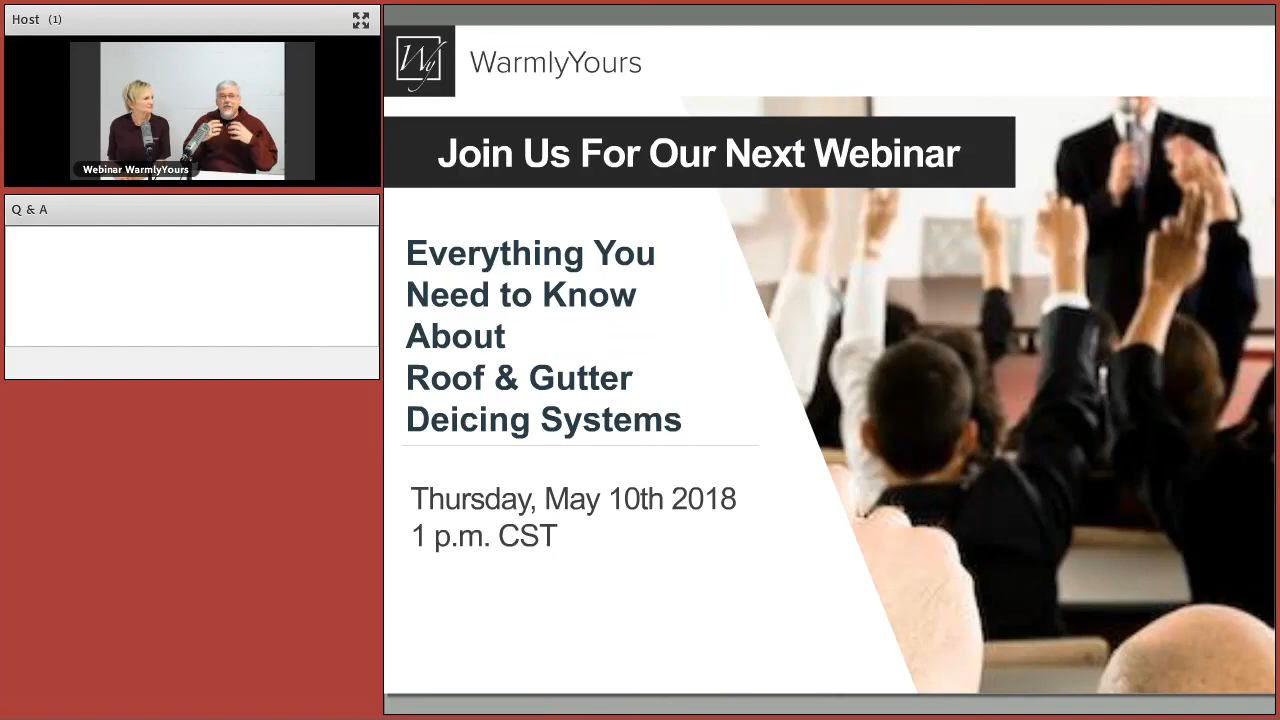 Host (1)
Webinar WarmlyYours
Q & A
Wy
WarmlyYours
Join Us For Our Next Webinar
Everything You
Need to Know
About
Roof & Gutter
Deicing Systems
Thursday, May 10th 2018
1 p.m. CST